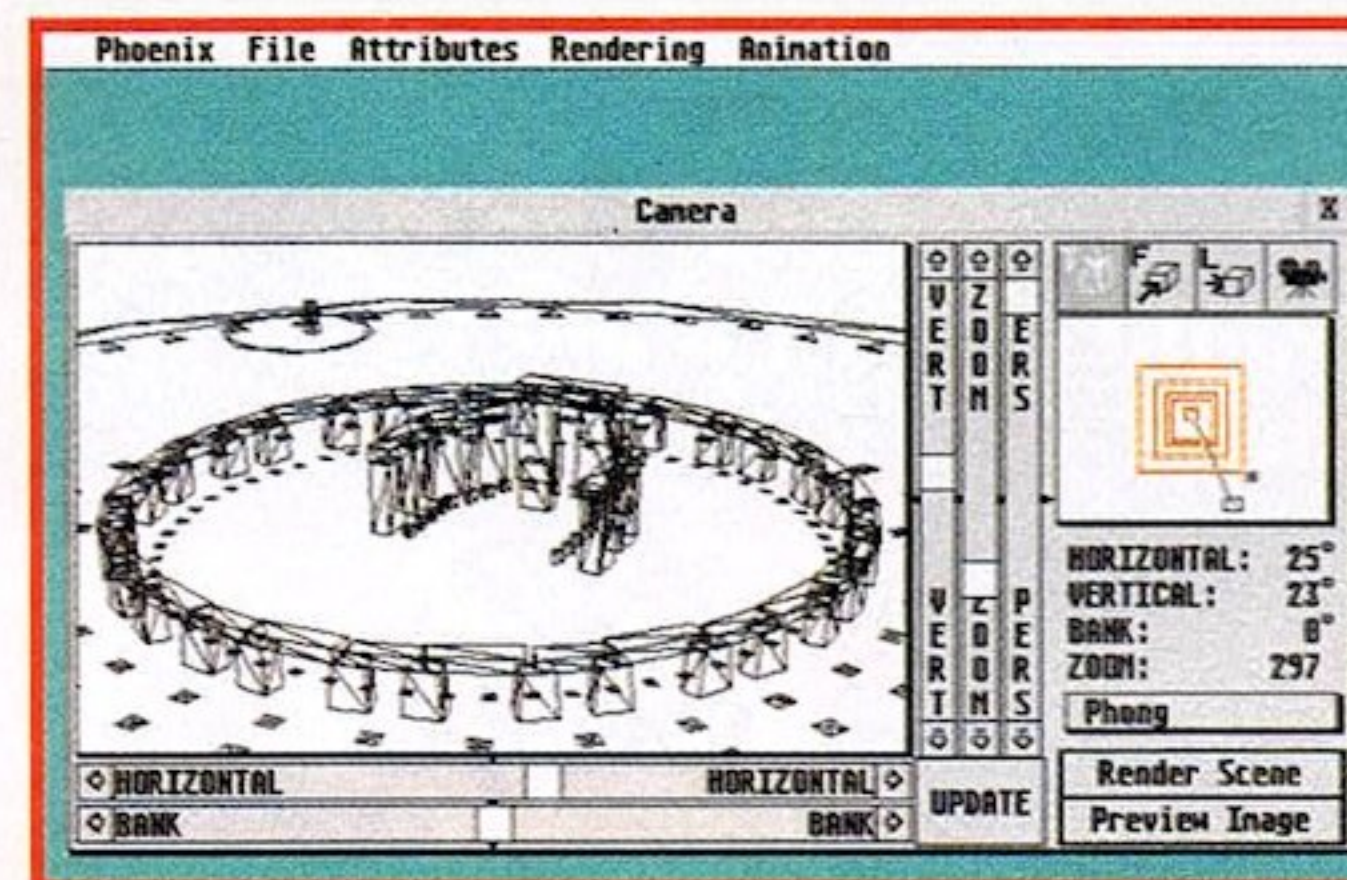 Phoenix File Attributes Rendering Animation
Camera X
VERT ZOOM ERS
F L
VERT ZOOM PERS
HORIZONTAL: 25°
VERTICAL: 23°
BANK: 0°
ZOOM: 297
Phong
HORIZONTAL HORIZONTAL
BANK BANK
UPDATE
Render Scene
Preview Image